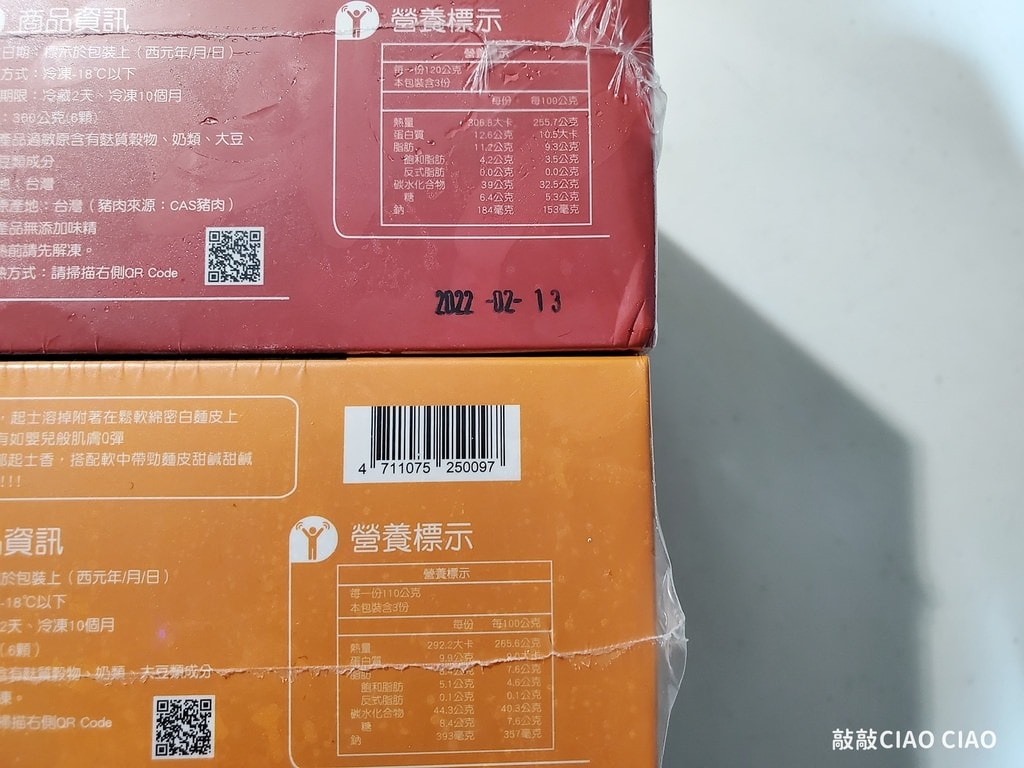 商品資訊
日期：標示於包裝上（西元年/月/日）
方式：冷凍-18℃以下
期限：冷藏2天、冷凍10個月
：360公克(6顆)
產品過敏原含有麩質穀物、奶類、大豆、
豆類成分
地：台灣
原產地：台灣（豬肉來源：CAS豬肉）
產品無添加味精
熱前請先解凍。
熱方式：請掃描右側QR Code
營養標示
營養標示
每一份120公克
本包裝含3份
每份 每100公克
熱量 306.8大卡 255.7公克
蛋白質 12.6公克 10.5大卡
脂肪 11.2公克 9.3公克
飽和脂肪 4.2公克 3.5公克
反式脂肪 0.0公克 0.0公克
碳水化合物 39公克 32.5公克
糖 6.4公克 5.3公克
鈉 184毫克 153毫克
2022-02-13
，起士溶掉附著在鬆軟綿密白麵皮上
有如嬰兒般肌膚Q彈
起士香，搭配軟中帶勁麵皮甜鹹甜鹹
!!!
4 711075 250097
資訊
於包裝上（西元年/月/日）
-18℃以下
2天、冷凍10個月
(6顆)
含有麩質穀物、奶類、大豆類成分
凍。
掃描右側QR Code
營養標示
營養標示
每一份110公克
本包裝含3份
每份 每100公克
熱量 292.2大卡 265.6公克
蛋白質
脂肪 7.6公克
飽和脂肪 5.1公克 4.6公克
反式脂肪 0.1公克 0.1公克
碳水化合物 44.3公克 40.3公克
糖 8.4公克 7.6公克
鈉 393毫克 357毫克
敲敲CIAO CIAO